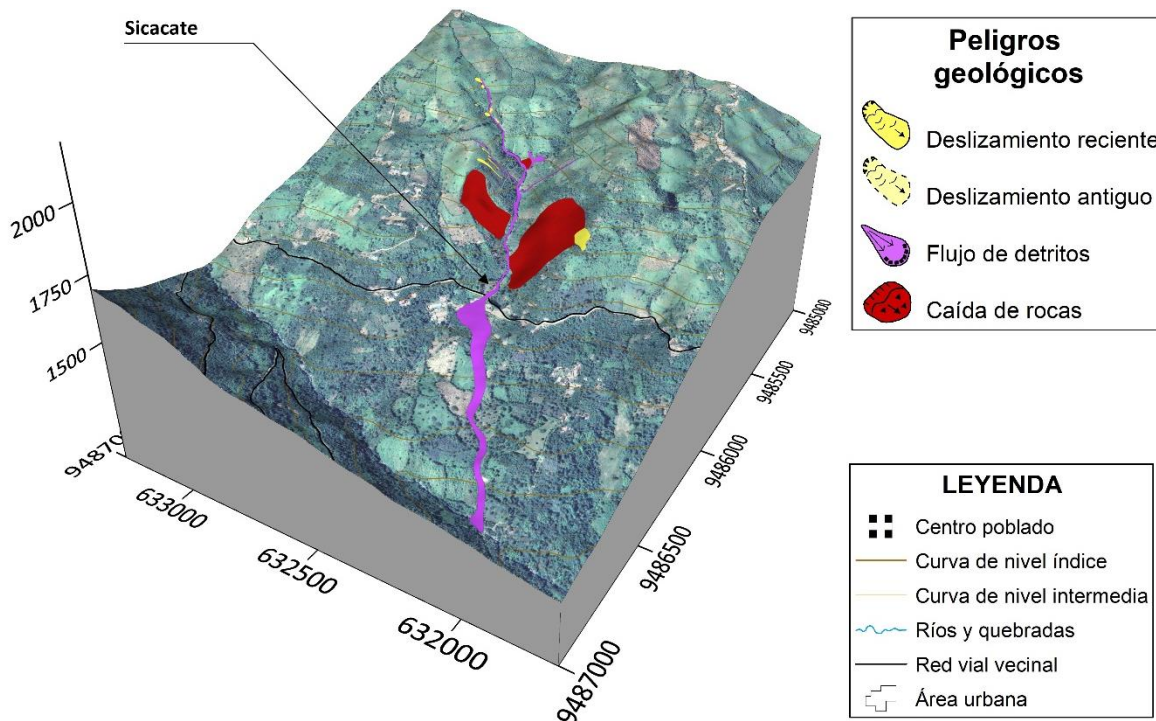 Sicacate
2000
1750
1500
9487000
633000
632500
632000
9487000
9486500
9486000
9485500
9485000
Peligros
geológicos
Deslizamiento reciente
Deslizamiento antiguo
Flujo de detritos
Caída de rocas
LEYENDA
Centro poblado
Curva de nivel índice
Curva de nivel intermedia
Ríos y quebradas
Red vial vecinal
Área urbana